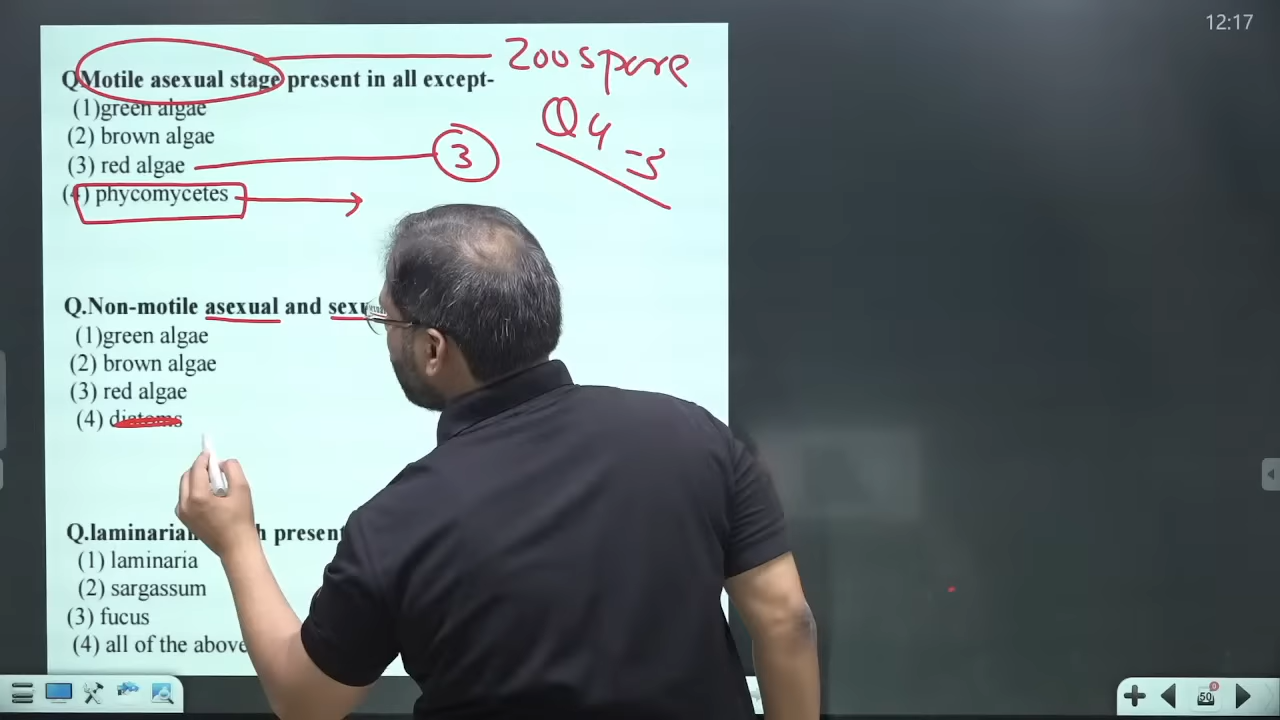 12:17
Q.Motile asexual stage present in all except-
(1)green algae
(2) brown algae
(3) red algae
(4) phycomycetes
Zoospore
Q4
=3
3
Q.Non-motile asexual and
(1)green algae
(2) brown algae
(3) red algae
(4) diatoms
present
(1) laminaria
(2) sargassum
(3) fucus
(4) all of the above
50